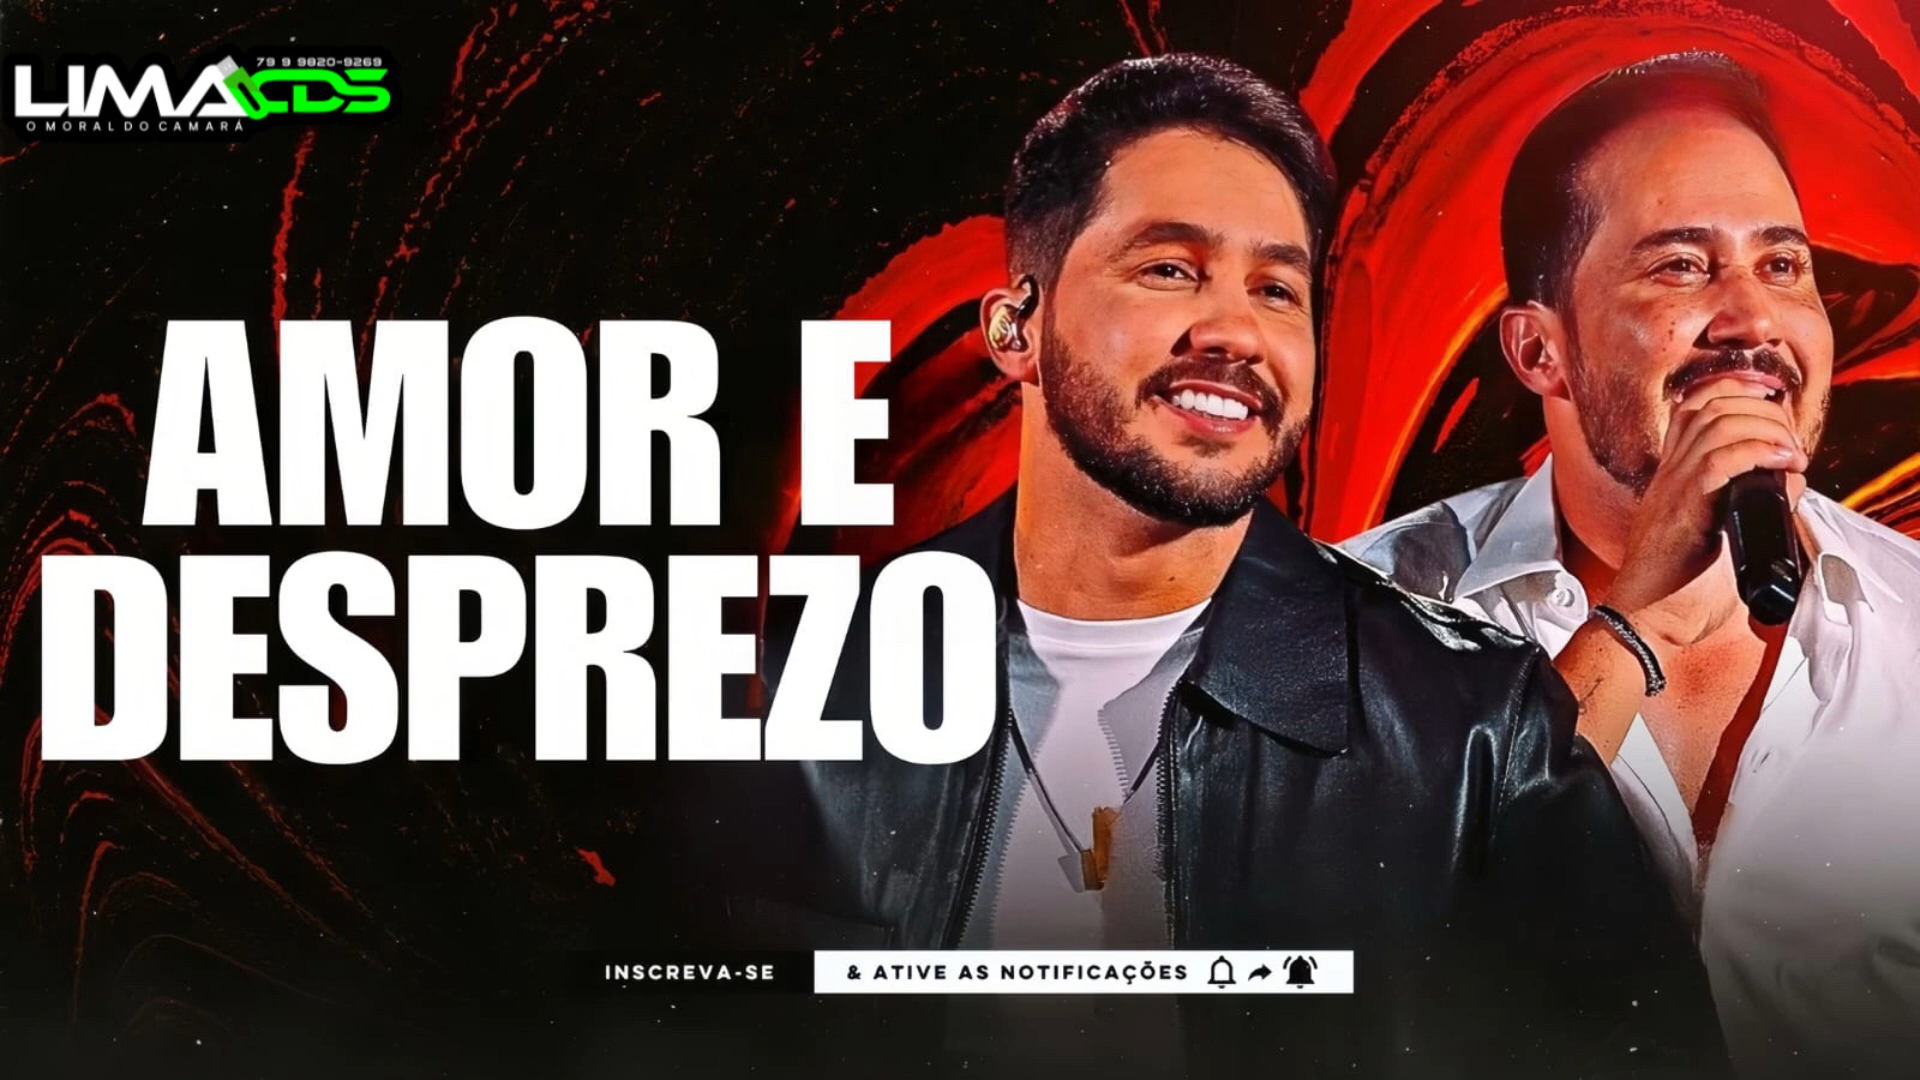 79 9 9820-9269
LIMA CDS
O MORAL DO CAMARÁ
AMOR E
DESPREZO
INSCREVA-SE & ATIVE AS NOTIFICAÇÕES